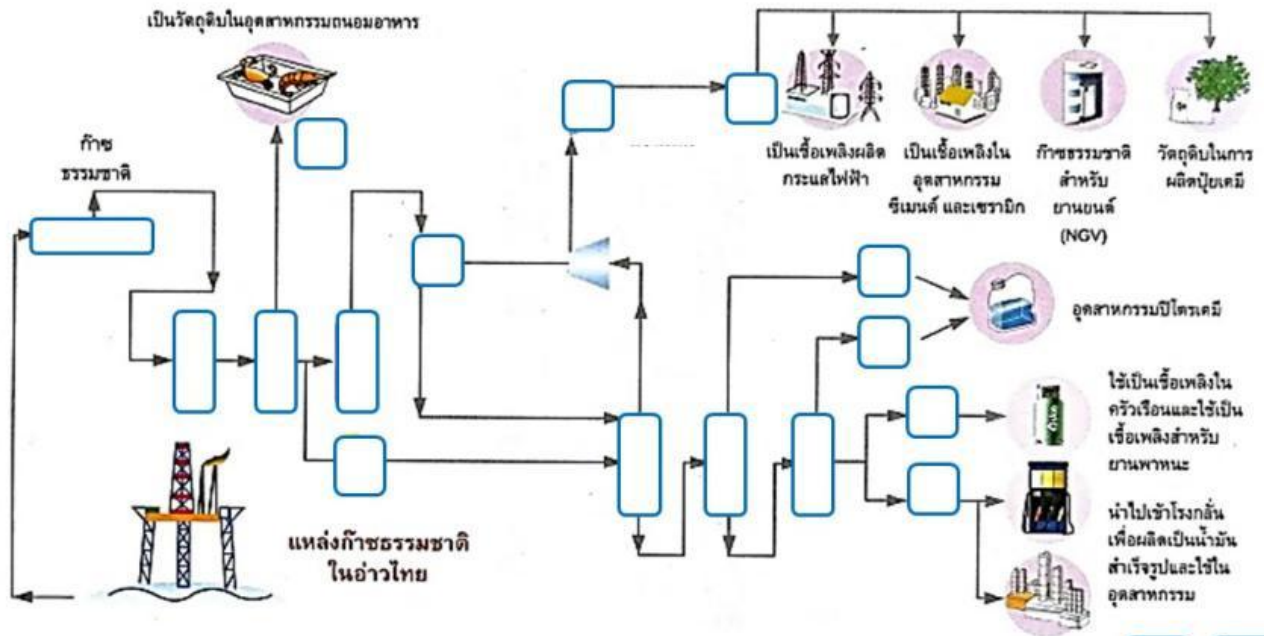 เป็นวัตถุดิบในอุตสาหกรรมถนอมอาหาร
ก๊าซ
ธรรมชาติ
เป็นเชื้อเพลิงผลิต
กระแสไฟฟ้า
เป็นเชื้อเพลิงใน
อุตสาหกรรม
ซีเมนต์ และเซรามิก
ก๊าซธรรมชาติ
สำหรับ
ยานยนต์
(NGV)
วัตถุดิบในการ
ผลิตปุ๋ยเคมี
อุตสาหกรรมปิโตรเคมี
ใช้เป็นเชื้อเพลิงใน
ครัวเรือนและใช้เป็น
เชื้อเพลิงสำหรับ
ยานพาหนะ
แหล่งก๊าซธรรมชาติ
ในอ่าวไทย
นำไปเข้าโรงกลั่น
เพื่อผลิตเป็นน้ำมัน
สำเร็จรูปและใช้ใน
อุตสาหกรรม